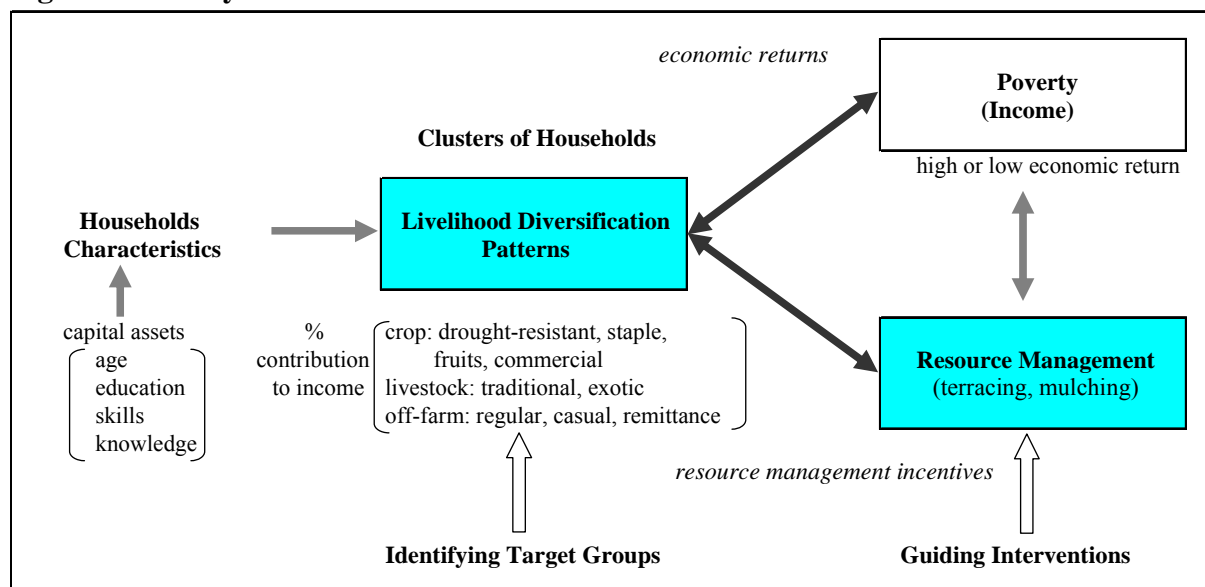 economic returns
Poverty
(Income)
high or low economic return
Clusters of Households
Livelihood Diversification
Patterns
Households
Characteristics
capital assets
age
education
skills
knowledge
%
contribution
to income
crop: drought-resistant, staple,
fruits, commercial
livestock: traditional, exotic
off-farm: regular, casual, remittance
Resource Management
(terracing, mulching)
resource management incentives
Identifying Target Groups
Guiding Interventions